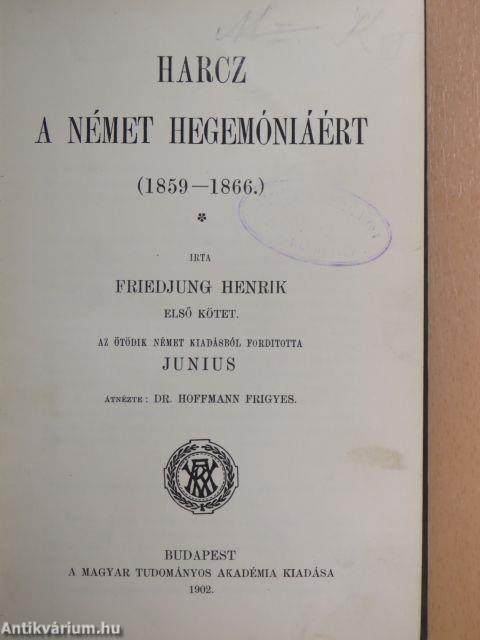 HARCZ
A NÉMET HEGEMÓNIÁÉRT
(1859—1866.)
*
IRTA
FRIEDJUNG HENRIK
ELSŐ KÖTET.
AZ ÖTÖDIK NÉMET KIADÁSBÓL FORDITOTTA
JUNIUS
ÁTNÉZTE: DR. HOFFMANN FRIGYES.
BUDAPEST
A MAGYAR TUDOMÁNYOS AKADÉMIA KIADÁSA
1902.
Antikvárium.hu